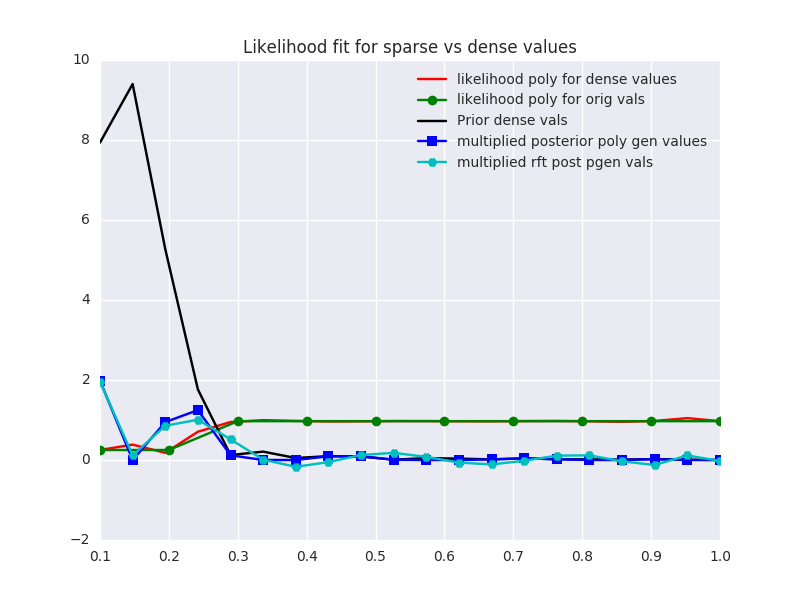 Likelihood fit for sparse vs dense values
likelihood poly for dense values
likelihood poly for orig vals
Prior dense vals
multiplied posterior poly gen values
multiplied rft post pgen vals
10
8
6
4
2
0
−2
0.1 0.2 0.3 0.4 0.5 0.6 0.7 0.8 0.9 1.0